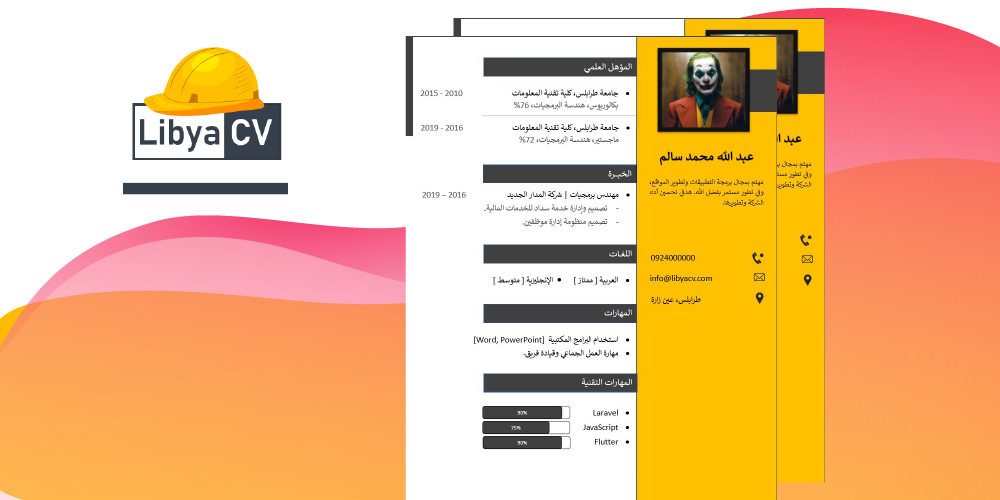 Libya CV
المؤهل العلمي
جامعة طرابلس، كلية تقنية المعلومات 2015 - 2010
بكالوريوس، هندسة البرمجيات، 76%
جامعة طرابلس، كلية تقنية المعلومات 2019 - 2016
ماجستير، هندسة البرمجيات، 72%
الخبـرة
مهندس برمجيات | شركة المدار الجديد 2019 – 2016
- تصميم وإدارة خدمة سداد للخدمات المالية.
- تصميم منظومة إدارة موظفين.
اللغـات
العربية [ ممتاز ] • الإنجليزية [ متوسط ]
المهارات
استخدام البرامج المكتبية [Word, PowerPoint]
مهارة العمل الجماعي وقيادة فريق.
المهارات التقنية
Laravel 90%
JavaScript 75%
Flutter 90%
عبد الله محمد سالم
مهتم بمجال برمجة التطبيقات وتطوير المواقع،
وفي تطور مستمر بفضل الله. هدفي تحسين أداء
الشركة وتطويرها.
0924000000
info@libyacv.com
طرابلس، عين زارة
عبد
مهتم بمجال
وفي تطور
الشركة